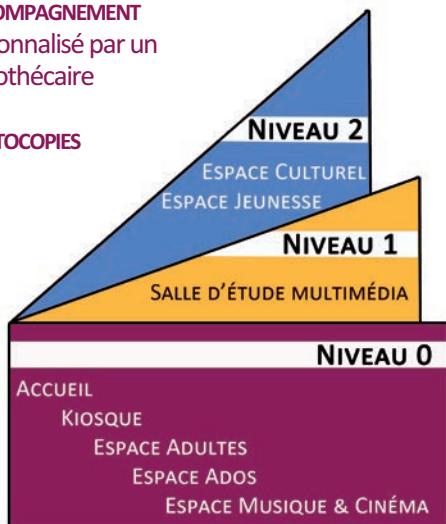 OMPAGNEMENT
onnalisé par un
othécaire
TOCOPIES
NIVEAU 2
ESPACE CULTUREL
ESPACE JEUNESSE
NIVEAU 1
SALLE D'ÉTUDE MULTIMÉDIA
NIVEAU 0
ACCUEIL
KIOSQUE
ESPACE ADULTES
ESPACE ADOS
ESPACE MUSIQUE & CINÉMA